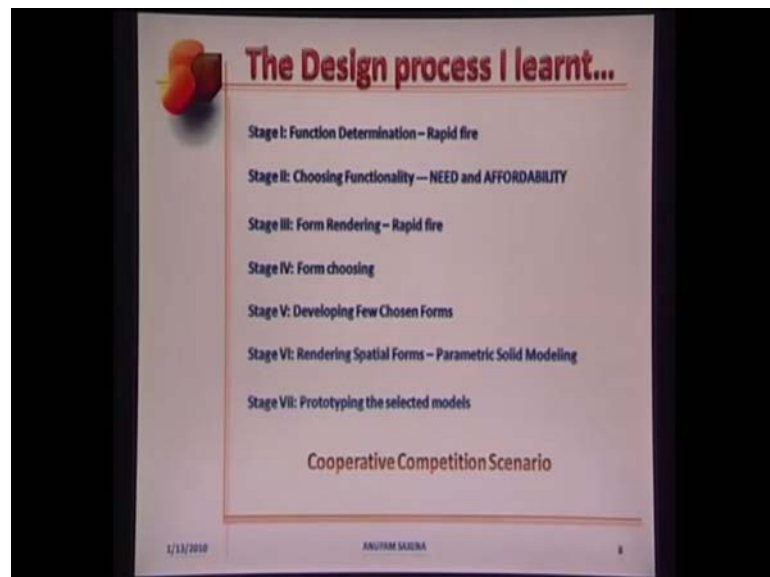 The Design process I learnt...
Stage I: Function Determination – Rapid fire
Stage II: Choosing Functionality — NEED and AFFORDABILITY
Stage III: Form Rendering – Rapid fire
Stage IV: Form choosing
Stage V: Developing Few Chosen Forms
Stage VI: Rendering Spatial Forms – Parametric Solid Modeling
Stage VII: Prototyping the selected models
Cooperative Competition Scenario
1/13/2010 ANUPAM SAXENA